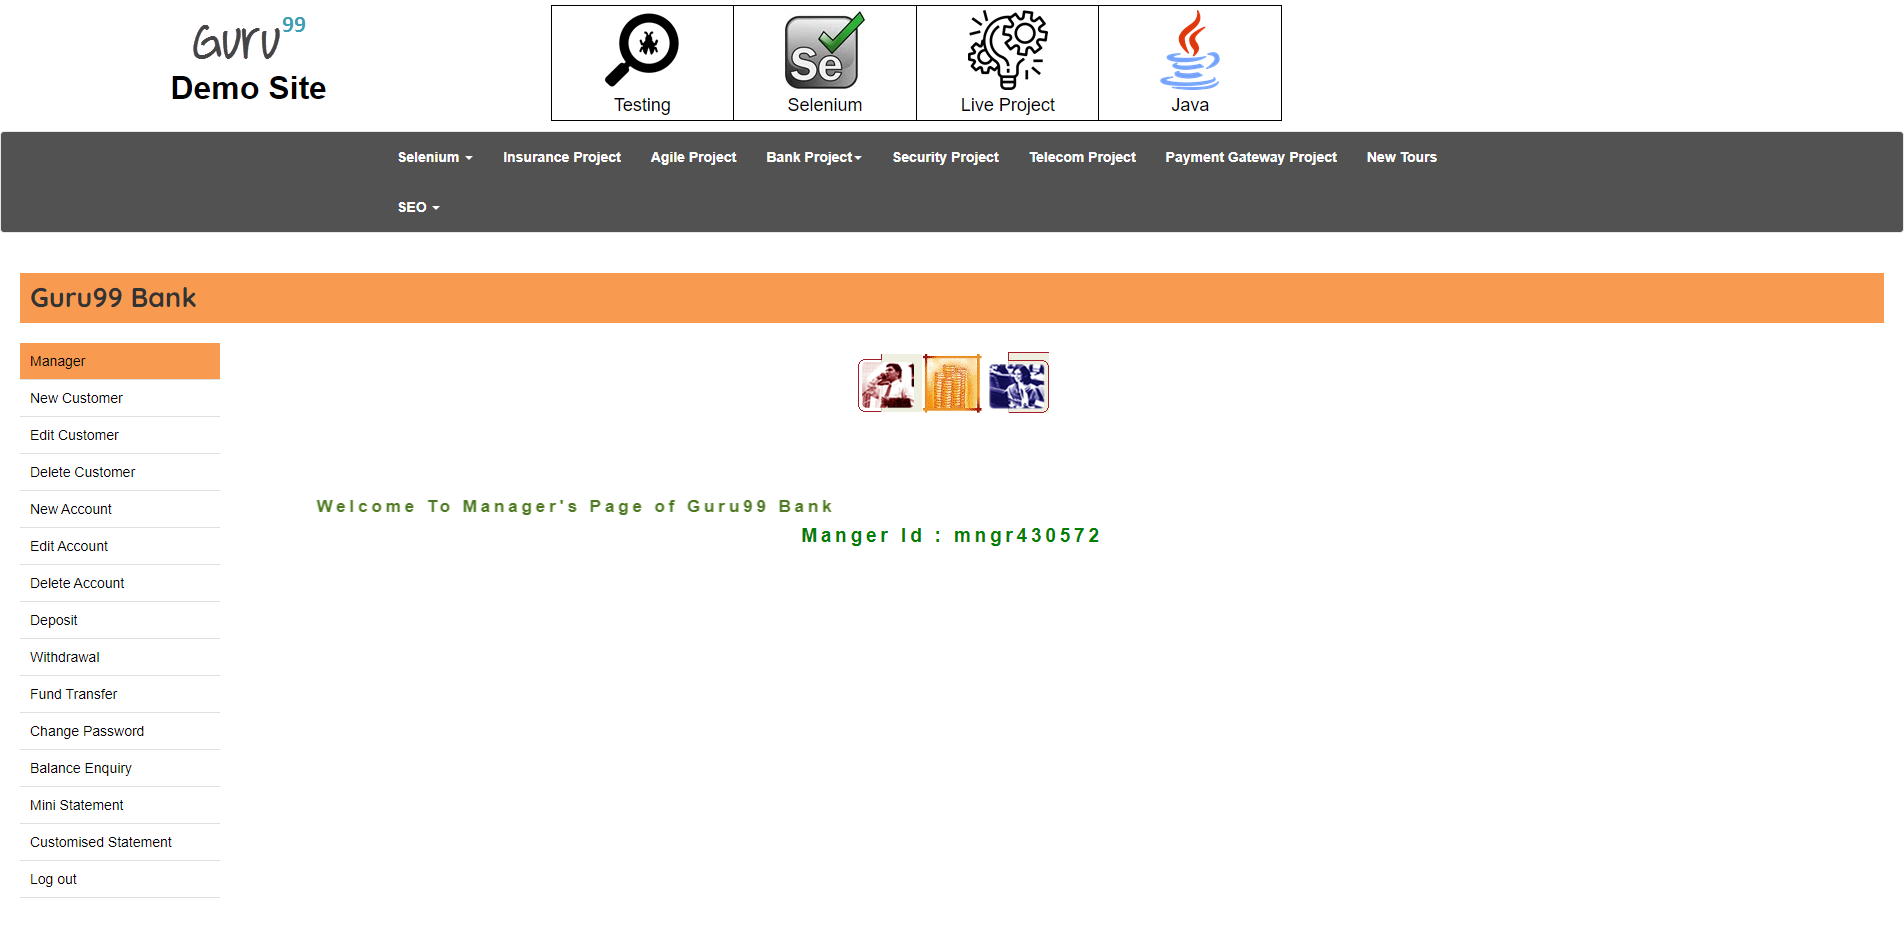 Guru99
Demo Site
Testing
Se
Selenium
Live Project
Java
Selenium Insurance Project Agile Project Bank Project Security Project Telecom Project Payment Gateway Project New Tours
SEO
Guru99 Bank
Manager
New Customer
Edit Customer
Delete Customer
New Account
Edit Account
Delete Account
Deposit
Withdrawal
Fund Transfer
Change Password
Balance Enquiry
Mini Statement
Customised Statement
Log out
Welcome To Manager's Page of Guru99 Bank
Manger Id : mngr430572